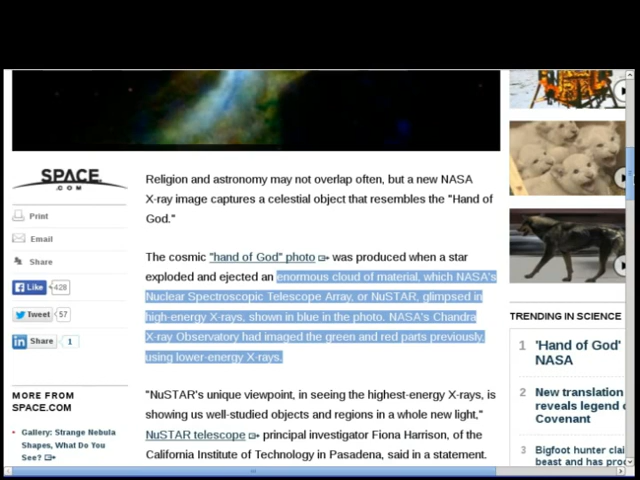 SPACE
.COM
Print
Email
Share
Like 428
Tweet 57
Share 1
MORE FROM
SPACE.COM
Gallery: Strange Nebula
Shapes, What Do You
See?
Religion and astronomy may not overlap often, but a new NASA
X-ray image captures a celestial object that resembles the "Hand of
God."
The cosmic "hand of God" photo was produced when a star
exploded and ejected an enormous cloud of material, which NASA's
Nuclear Spectroscopic Telescope Array, or NuSTAR, glimpsed in
high-energy X-rays, shown in blue in the photo. NASA's Chandra
X-ray Observatory had imaged the green and red parts previously,
using lower-energy X-rays.
"NuSTAR's unique viewpoint, in seeing the highest-energy X-rays, is
showing us well-studied objects and regions in a whole new light,"
NuSTAR telescope principal investigator Fiona Harrison, of the
California Institute of Technology in Pasadena, said in a statement.
TRENDING IN SCIENCE
1 'Hand of God'
NASA
2 New translation
reveals legend
Covenant
3 Bigfoot hunter
beast and has